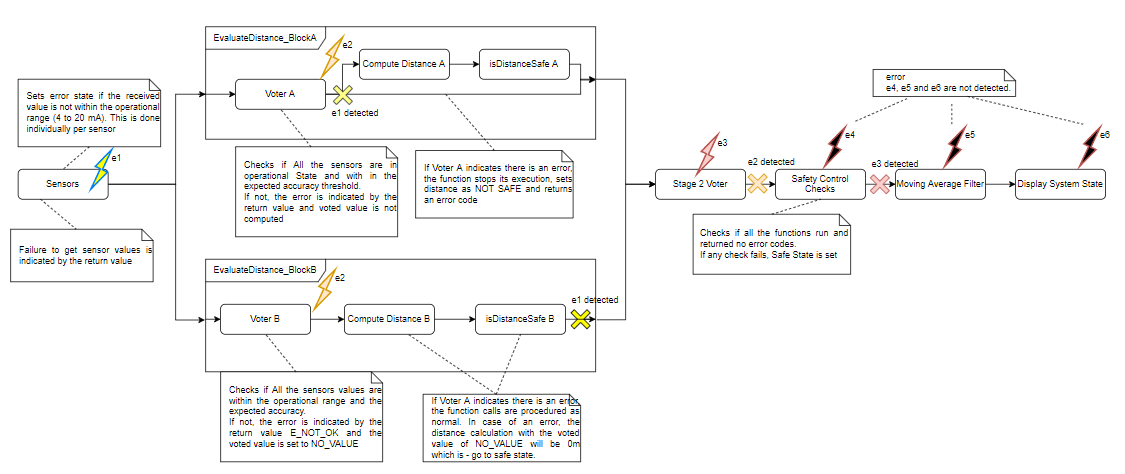 EvaluateDistance_BlockA
e2
Compute Distance A
isDistanceSafe A
Voter A
e1 detected
Sets error state if the received
value is not within the operational
range (4 to 20 mA). This is done
individually per sensor
e1
Sensors
Failure to get sensor values is
indicated by the return value
Checks if All the sensors are in
operational State and with in the
expected accuracy threshold.
If not, the error is indicated by the
return value and voted value is not
computed
If Voter A indicates there is an error,
the function stops its execution, sets
distance as NOT SAFE and returns
an error code
error
e4, e5 and e6 are not detected.
e3
e4
e5
e6
e2 detected
e3 detected
Stage 2 Voter
Safety Control
Checks
Moving Average Filter
Display System State
Checks if all the functions run and
returned no error codes.
If any check fails, Safe State is set
EvaluateDistance_BlockB
e2
e1 detected
Voter B
Compute Distance B
isDistanceSafe B
Checks if All the sensors values are
within the operational range and the
expected accuracy.
If not, the error is indicated by the
return value E_NOT_OK and the
voted value is set to NO_VALUE
If Voter A indicates there is an error,
the function calls are procedured as
normal. In case of an error, the
distance calculation with the voted
value of NO_VALUE will be 0m
which is - go to safe state.